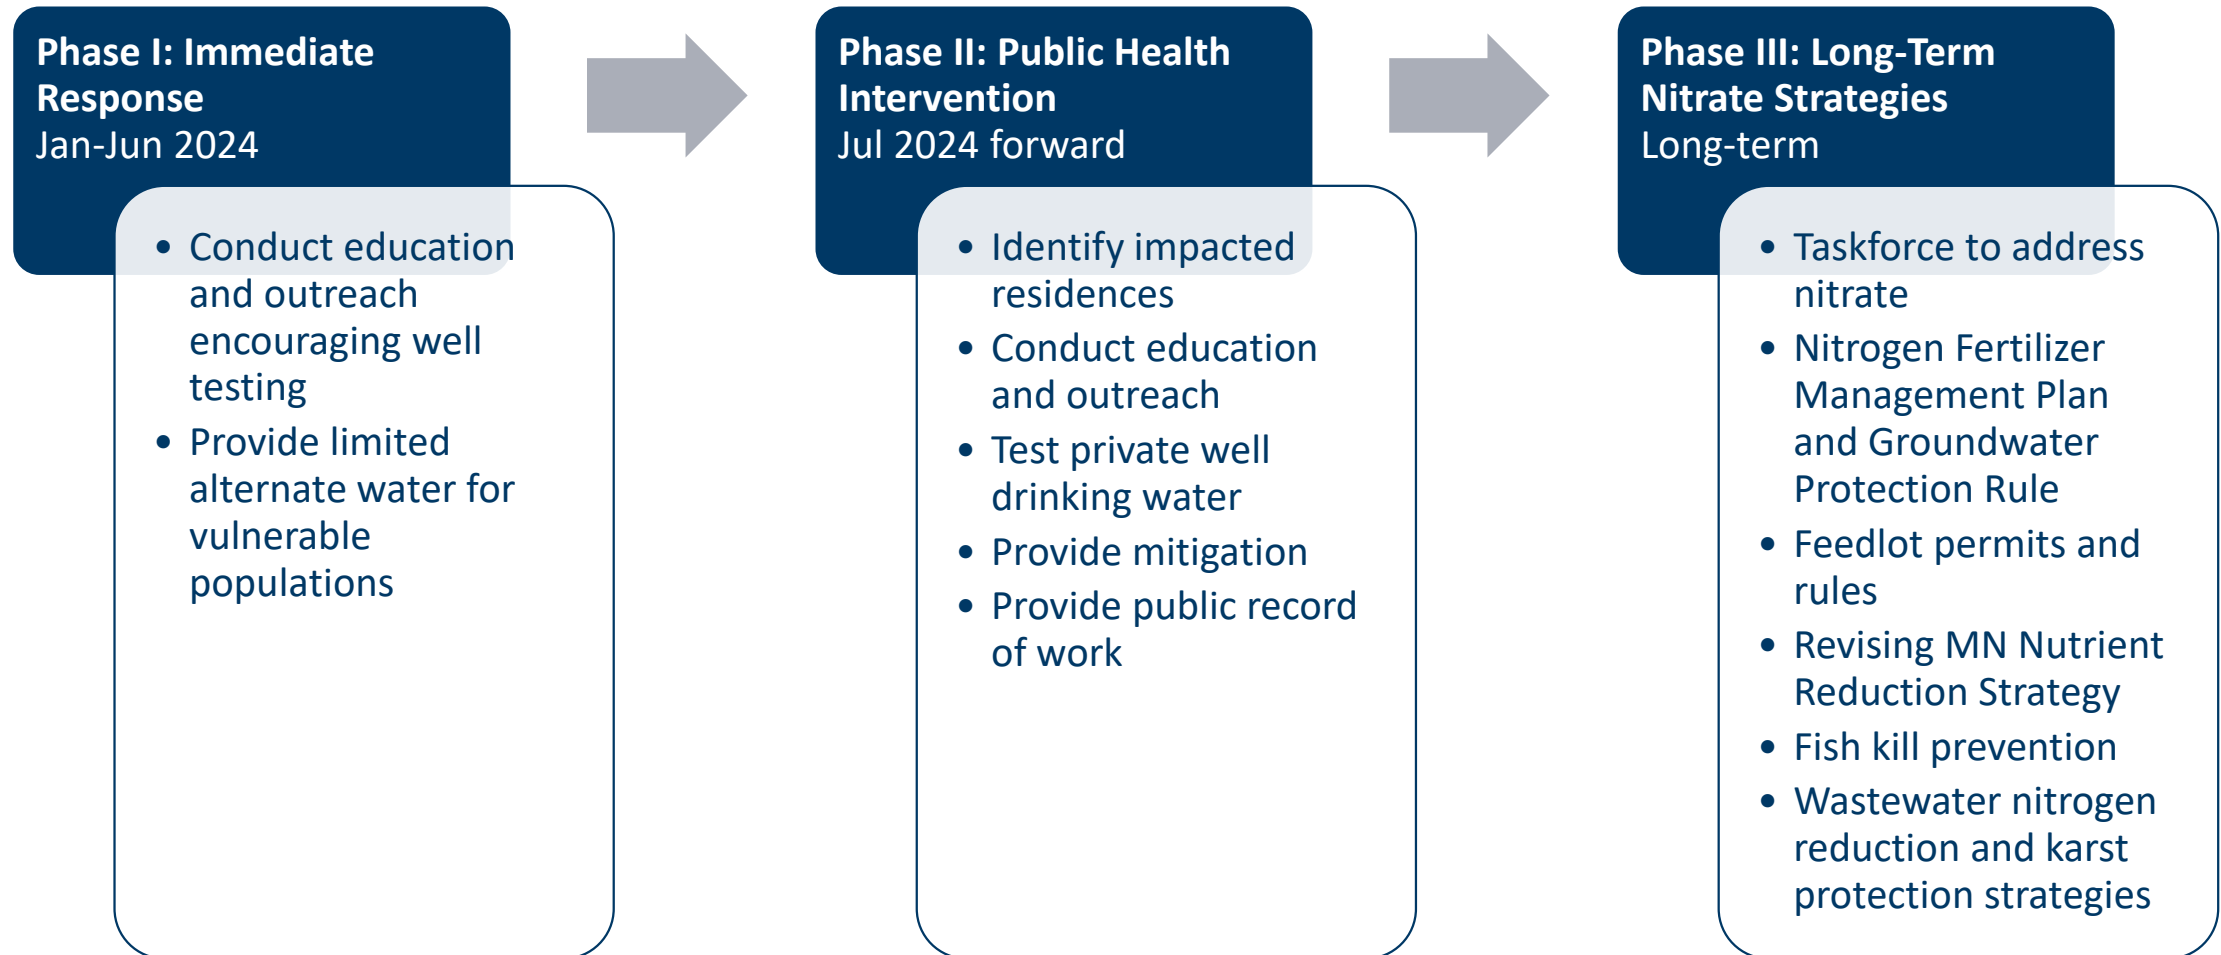 Phase I: Immediate
Response
Jan-Jun 2024
• Conduct education
and outreach
encouraging well
testing
• Provide limited
alternate water for
vulnerable
populations
Phase II: Public Health
Intervention
Jul 2024 forward
• Identify impacted
residences
• Conduct education
and outreach
• Test private well
drinking water
• Provide mitigation
• Provide public record
of work
Phase III: Long-Term
Nitrate Strategies
Long-term
• Taskforce to address
nitrate
• Nitrogen Fertilizer
Management Plan
and Groundwater
Protection Rule
• Feedlot permits and
rules
• Revising MN Nutrient
Reduction Strategy
• Fish kill prevention
• Wastewater nitrogen
reduction and karst
protection strategies